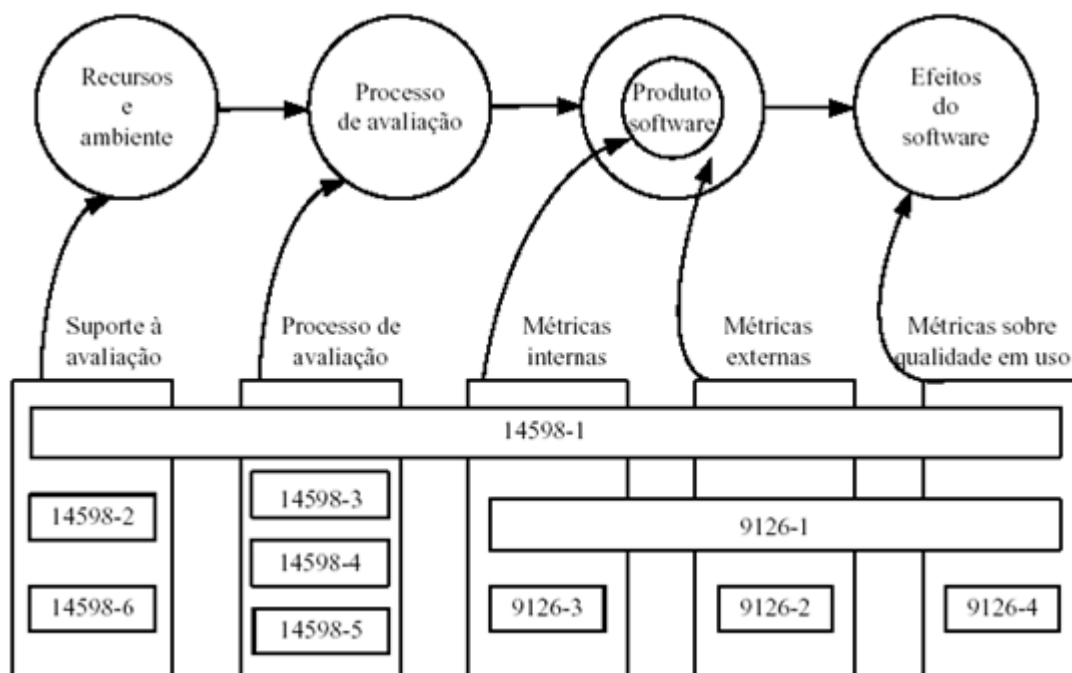 Recursos
e
ambiente
Processo
de avaliação
Produto
software
Efeitos
do
software
Suporte à
avaliação
Processo de
avaliação
Métricas
internas
Métricas
externas
Métricas sobre
qualidade em uso
14598-1
14598-2
14598-3
9126-1
14598-4
14598-6
14598-5
9126-3
9126-2
9126-4